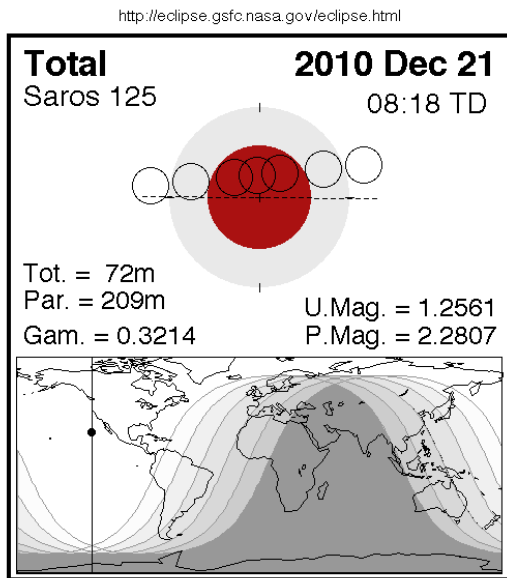 http://eclipse.gsfc.nasa.gov/eclipse.html
Total 2010 Dec 21
Saros 125 08:18 TD
Tot. = 72m
Par. = 209m U.Mag. = 1.2561
Gam. = 0.3214 P.Mag. = 2.2807